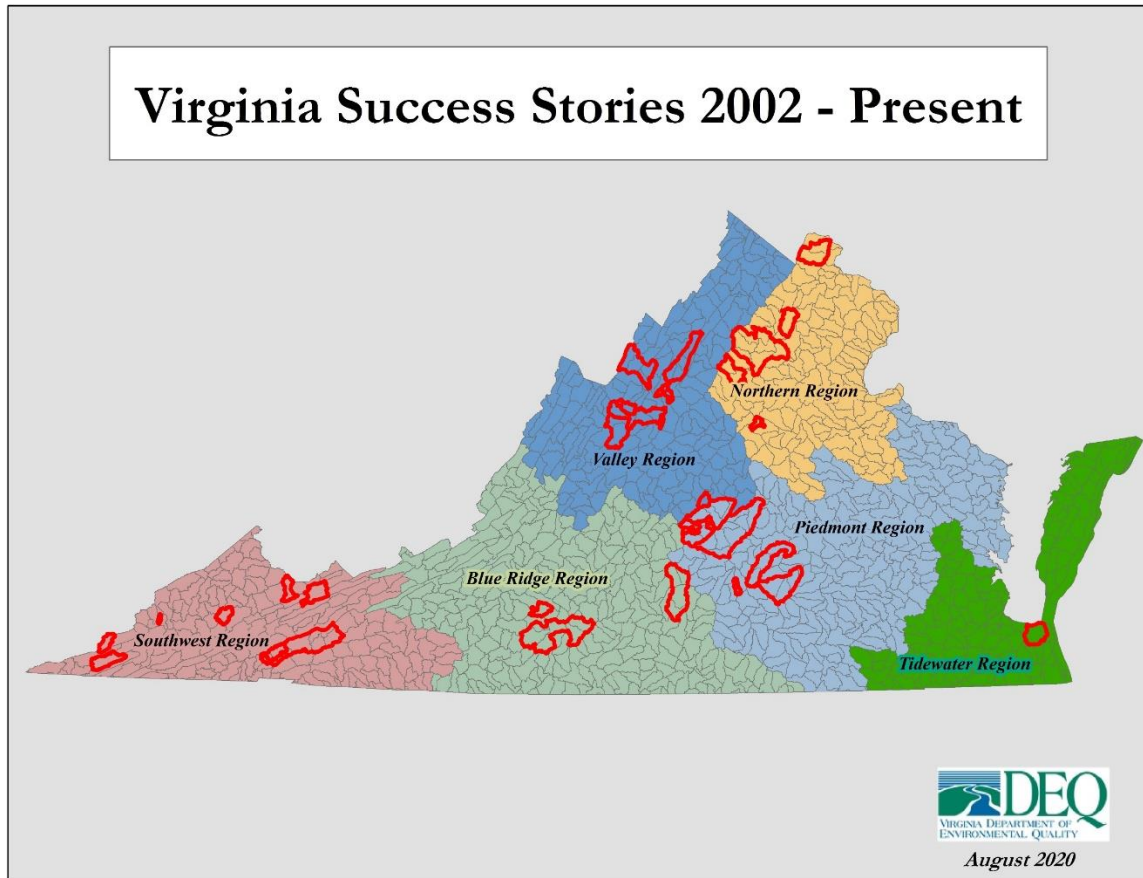 Virginia Success Stories 2002 - Present
Northern Region
Valley Region
Piedmont Region
Blue Ridge Region
Southwest Region
Tidewater Region
DEQ
VIRGINIA DEPARTMENT OF
ENVIRONMENTAL QUALITY
August 2020